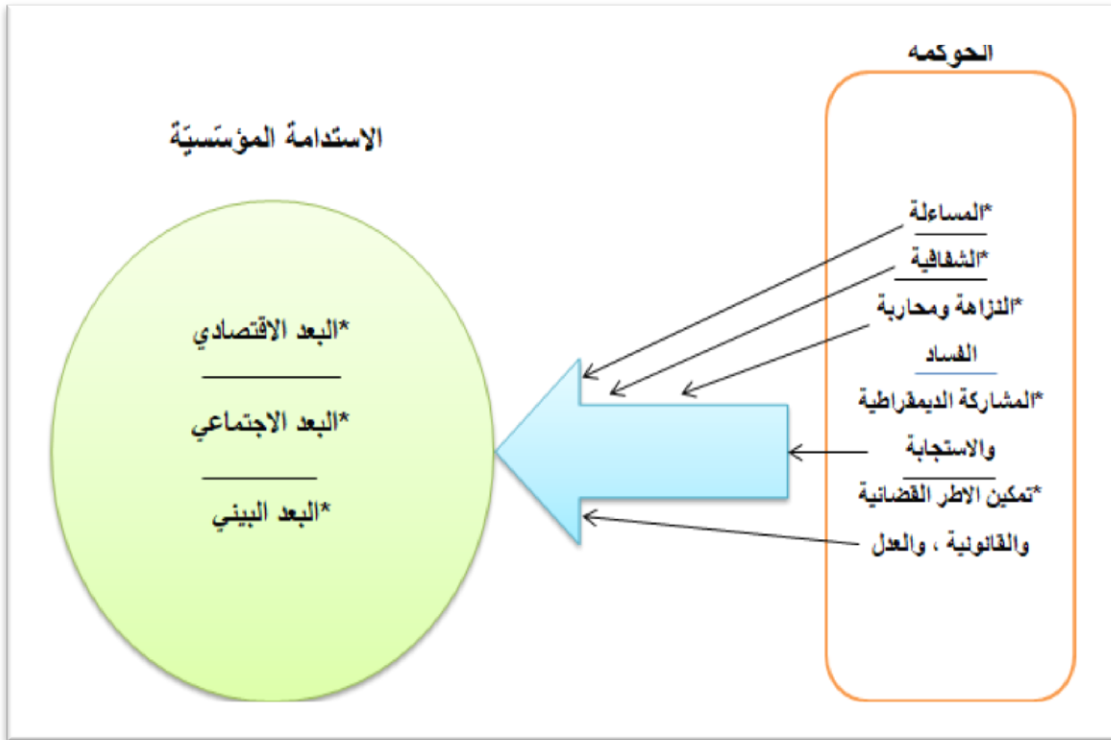 الحوكمه
*المساءلة
*الشفافية
*النزاهة ومحاربة
الفساد
*المشاركة الديمقراطية
والاستجابة
*تمكين الاطر القضائية
والقانونية ، والعدل
الاستدامة المؤسّسيّة
*البعد الاقتصادي
*البعد الاجتماعي
*البعد البيئي